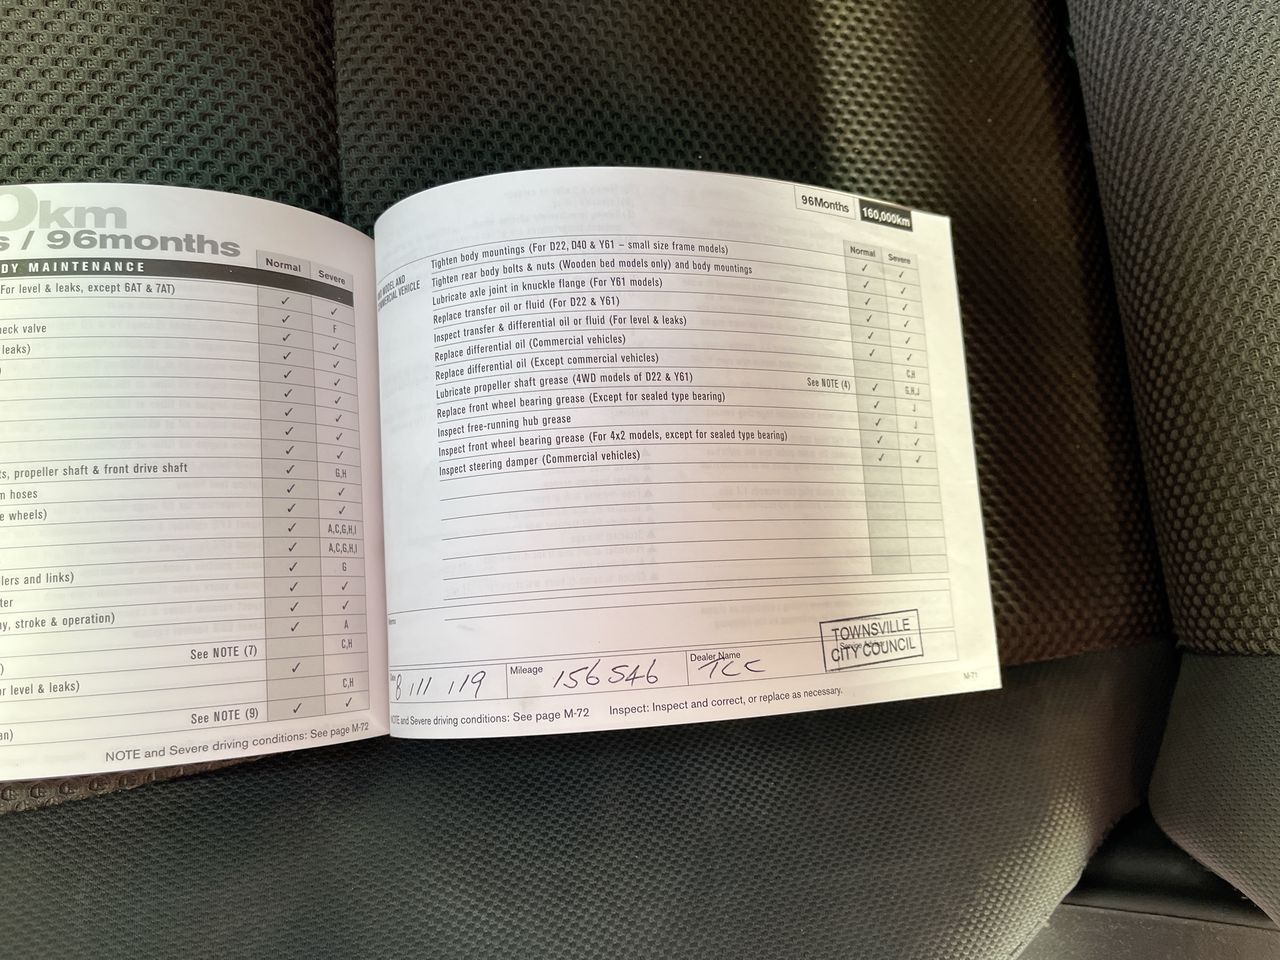 0km
s / 96months
DY MAINTENANCE
Normal
Severe
For level & leaks, except 6AT & 7AT)
✓ ✓
heck valve
✓ F
leaks)
✓ ✓
)
✓ ✓
✓ ✓
✓ ✓
✓ ✓
✓ ✓
✓ ✓
ts, propeller shaft & front drive shaft
✓ G,H
m hoses
✓ ✓
e wheels)
✓ ✓
✓ A,C,G,H,I
✓ A,C,G,H,I
lers and links)
✓ G
ter
✓ ✓
ay, stroke & operation)
✓ ✓
✓ A
See NOTE (7)
C,H
)
✓
or level & leaks)
C,H
See NOTE (9)
✓ ✓
an)
NOTE and Severe driving conditions: See page M-72
96Months
160,000km
Normal
Severe
MODEL AND
COMMERCIAL VEHICLE
Tighten body mountings (For D22, D40 & Y61 – small size frame models) ✓ ✓
Tighten rear body bolts & nuts (Wooden bed models only) and body mountings ✓ ✓
Lubricate axle joint in knuckle flange (For Y61 models) ✓ ✓
Replace transfer oil or fluid (For D22 & Y61) ✓ ✓
Inspect transfer & differential oil or fluid (For level & leaks) ✓ ✓
Replace differential oil (Commercial vehicles) ✓ C,H
Replace differential oil (Except commercial vehicles) See NOTE (4) G,H,J
Lubricate propeller shaft grease (4WD models of D22 & Y61) ✓ J
Replace front wheel bearing grease (Except for sealed type bearing) ✓ J
Inspect free-running hub grease ✓
Inspect front wheel bearing grease (For 4x2 models, except for sealed type bearing) ✓ ✓
Inspect steering damper (Commercial vehicles) ✓ ✓
8 / 11 / 19
Mileage
156546
Dealer Name
TCC
TOWNSVILLE
CITY COUNCIL
NOTE and Severe driving conditions: See page M-72 Inspect: Inspect and correct, or replace as necessary.
M-71